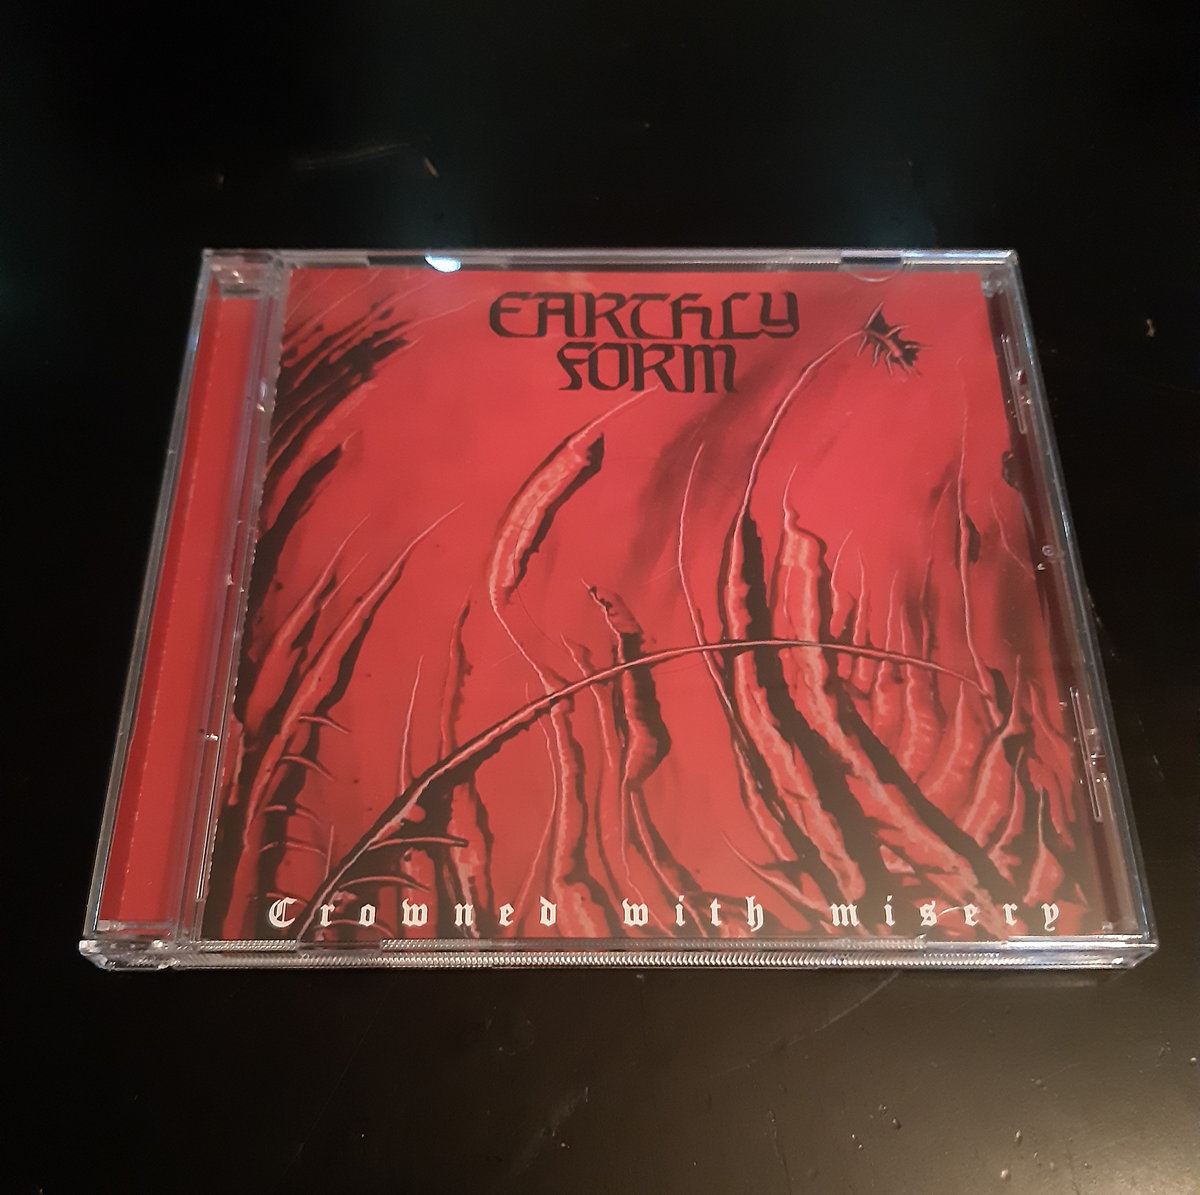 EARTHLY
FORM
Crowned with misery